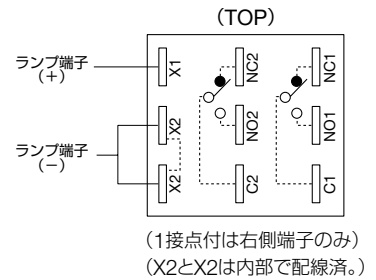 (TOP)
ランプ端子
(+)
X1
NC2
NC1
X2
NO2
NO1
ランプ端子
(−)
X2
C2
C1
(1接点付は右側端子のみ)
(X2とX2は内部で配線済。)